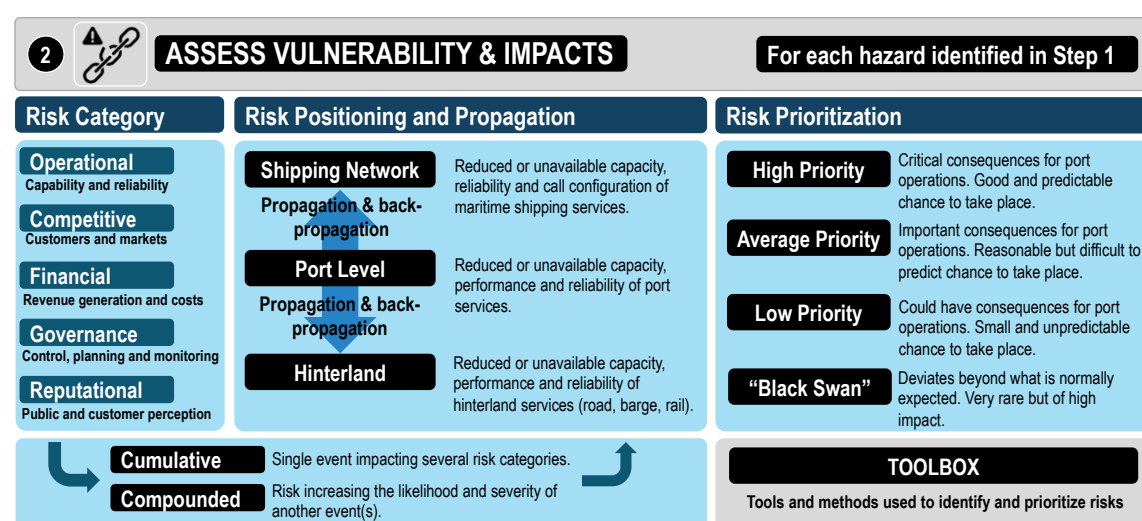 2
ASSESS VULNERABILITY & IMPACTS
For each hazard identified in Step 1
Risk Category
Operational
Capability and reliability
Competitive
Customers and markets
Financial
Revenue generation and costs
Governance
Control, planning and monitoring
Reputational
Public and customer perception
Risk Positioning and Propagation
Shipping Network
Reduced or unavailable capacity,
reliability and call configuration of
maritime shipping services.
Propagation & back-
propagation
Port Level
Reduced or unavailable capacity,
performance and reliability of port
services.
Propagation & back-
propagation
Hinterland
Reduced or unavailable capacity,
performance and reliability of
hinterland services (road, barge, rail).
Risk Prioritization
High Priority
Critical consequences for port
operations. Good and predictable
chance to take place.
Average Priority
Important consequences for port
operations. Reasonable but difficult to
predict chance to take place.
Low Priority
Could have consequences for port
operations. Small and unpredictable
chance to take place.
“Black Swan”
Deviates beyond what is normally
expected. Very rare but of high
impact.
Cumulative
Single event impacting several risk categories.
Compounded
Risk increasing the likelihood and severity of
another event(s).
TOOLBOX
Tools and methods used to identify and prioritize risks